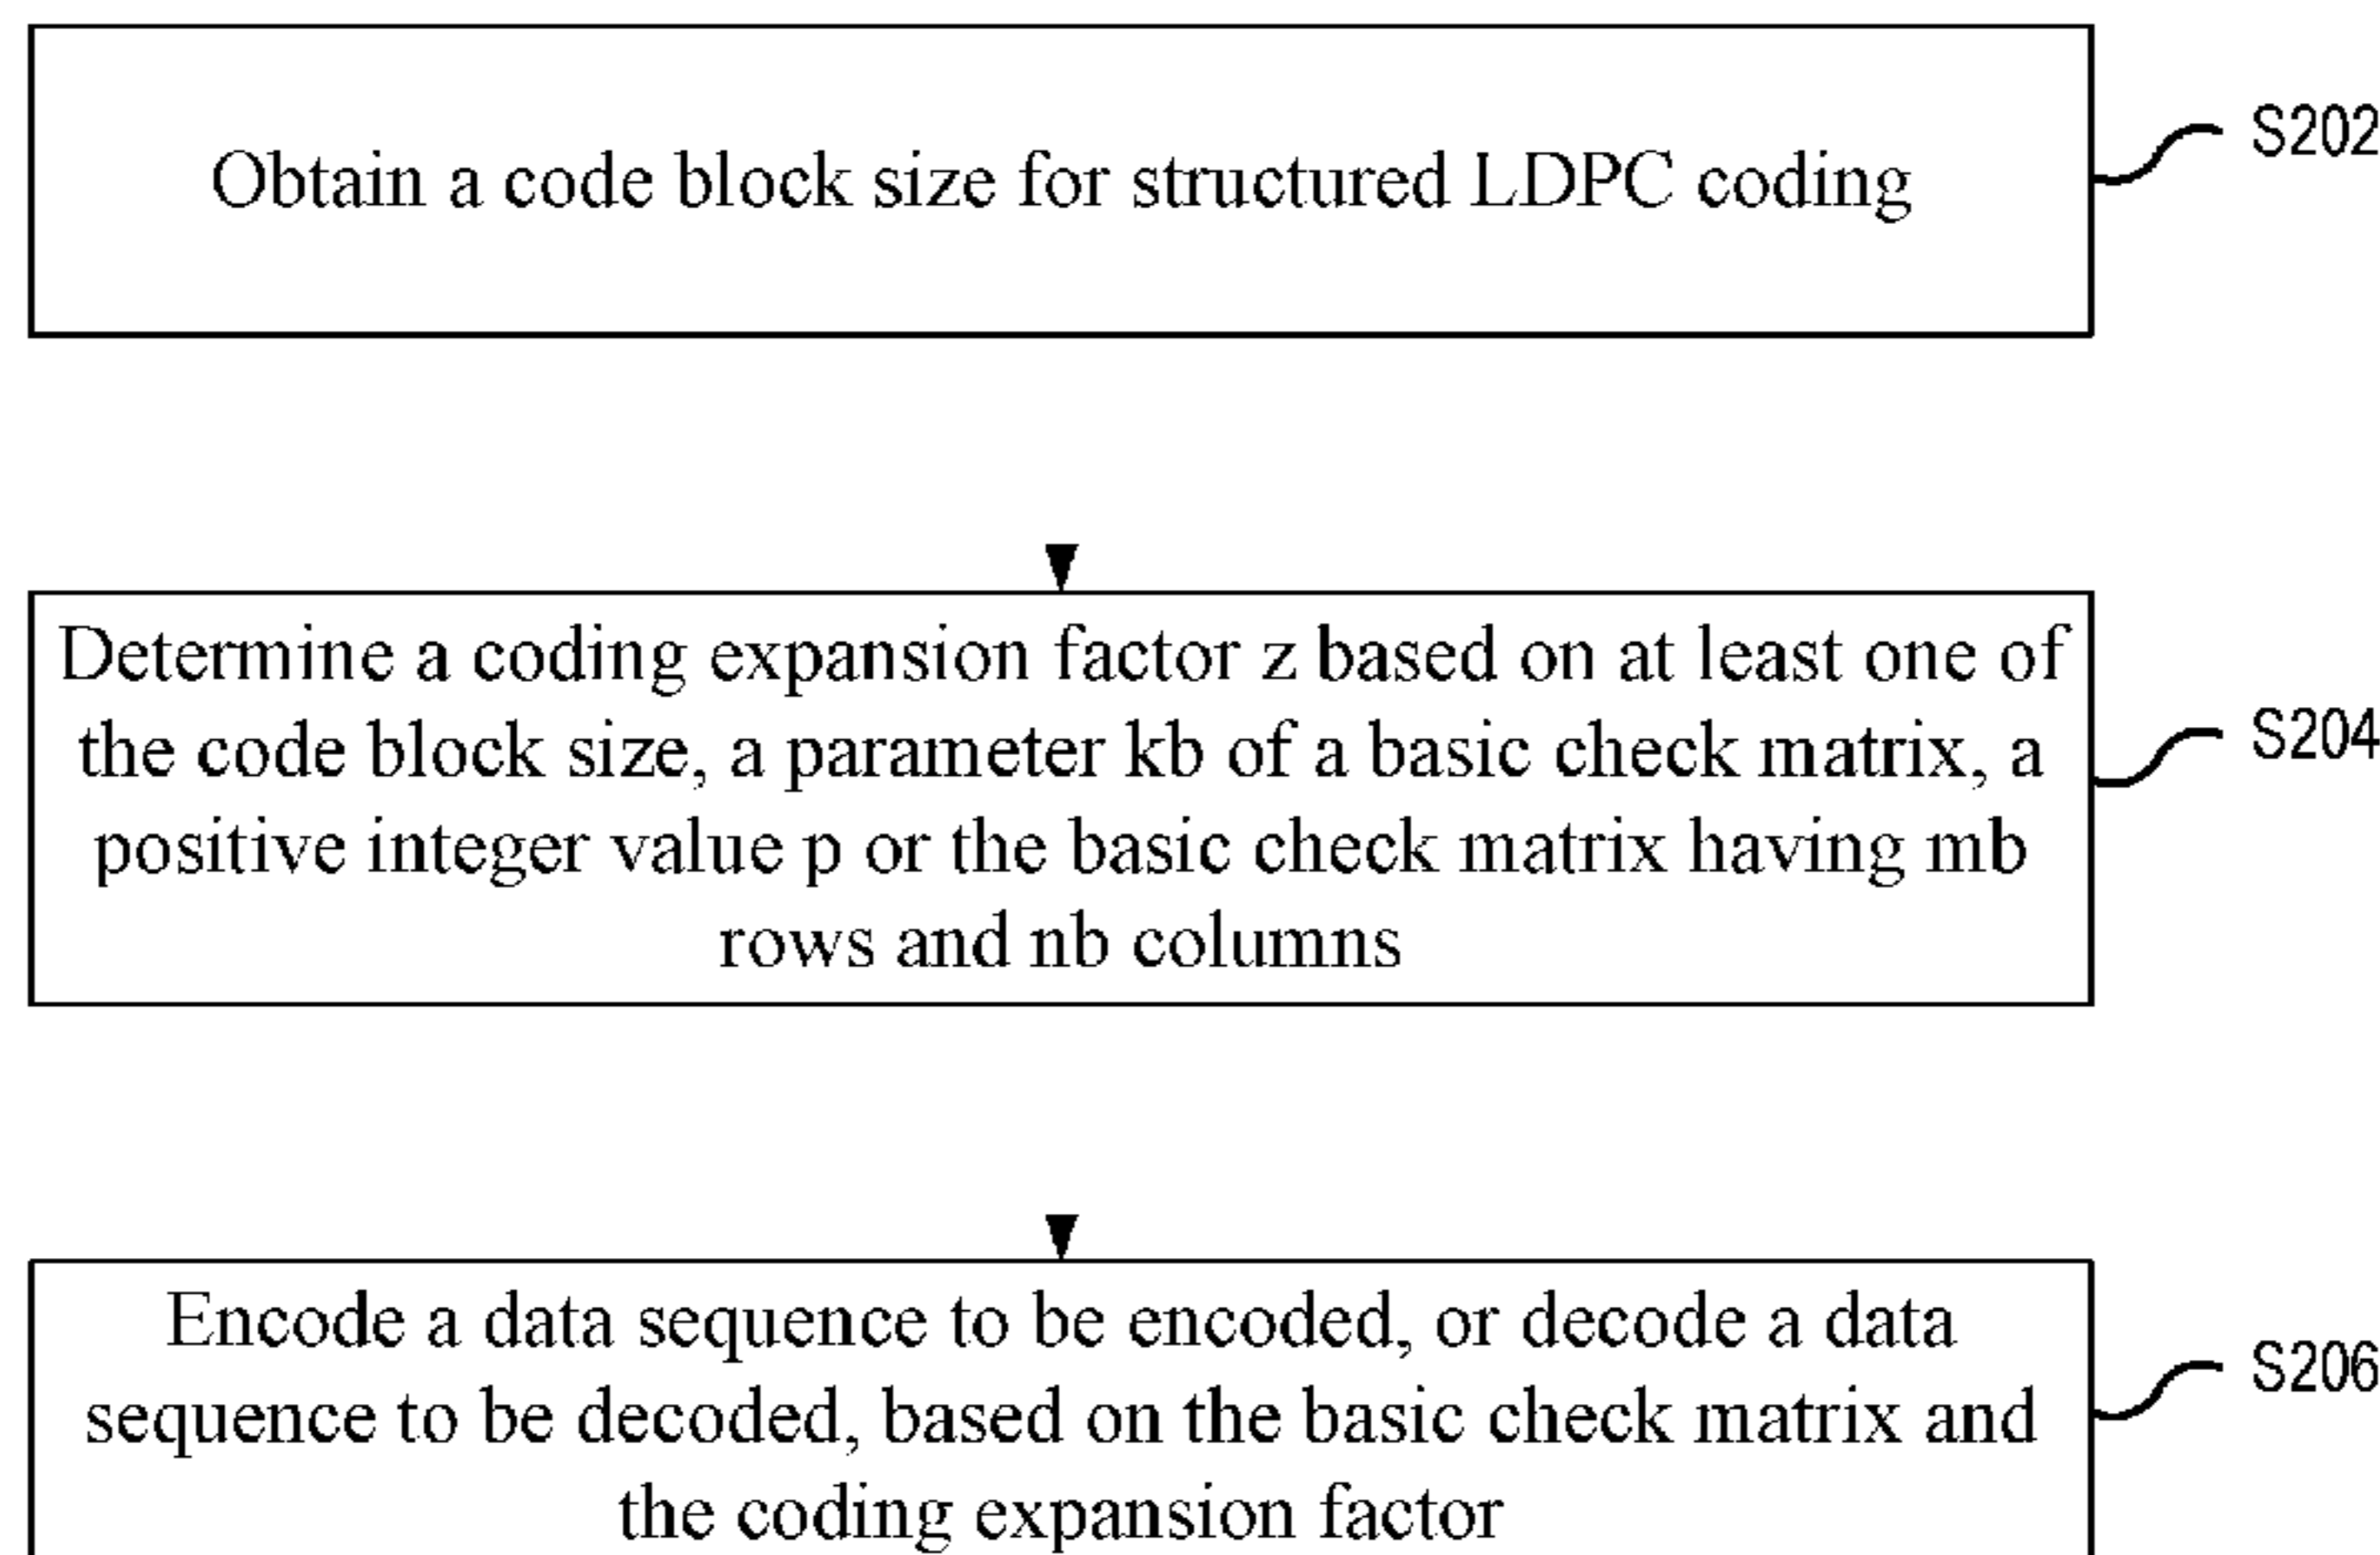 Obtain a code block size for structured LDPC coding
S202
Determine a coding expansion factor z based on at least one of
the code block size, a parameter kb of a basic check matrix, a
positive integer value p or the basic check matrix having mb
rows and nb columns
S204
Encode a data sequence to be encoded, or decode a data
sequence to be decoded, based on the basic check matrix and
the coding expansion factor
S206